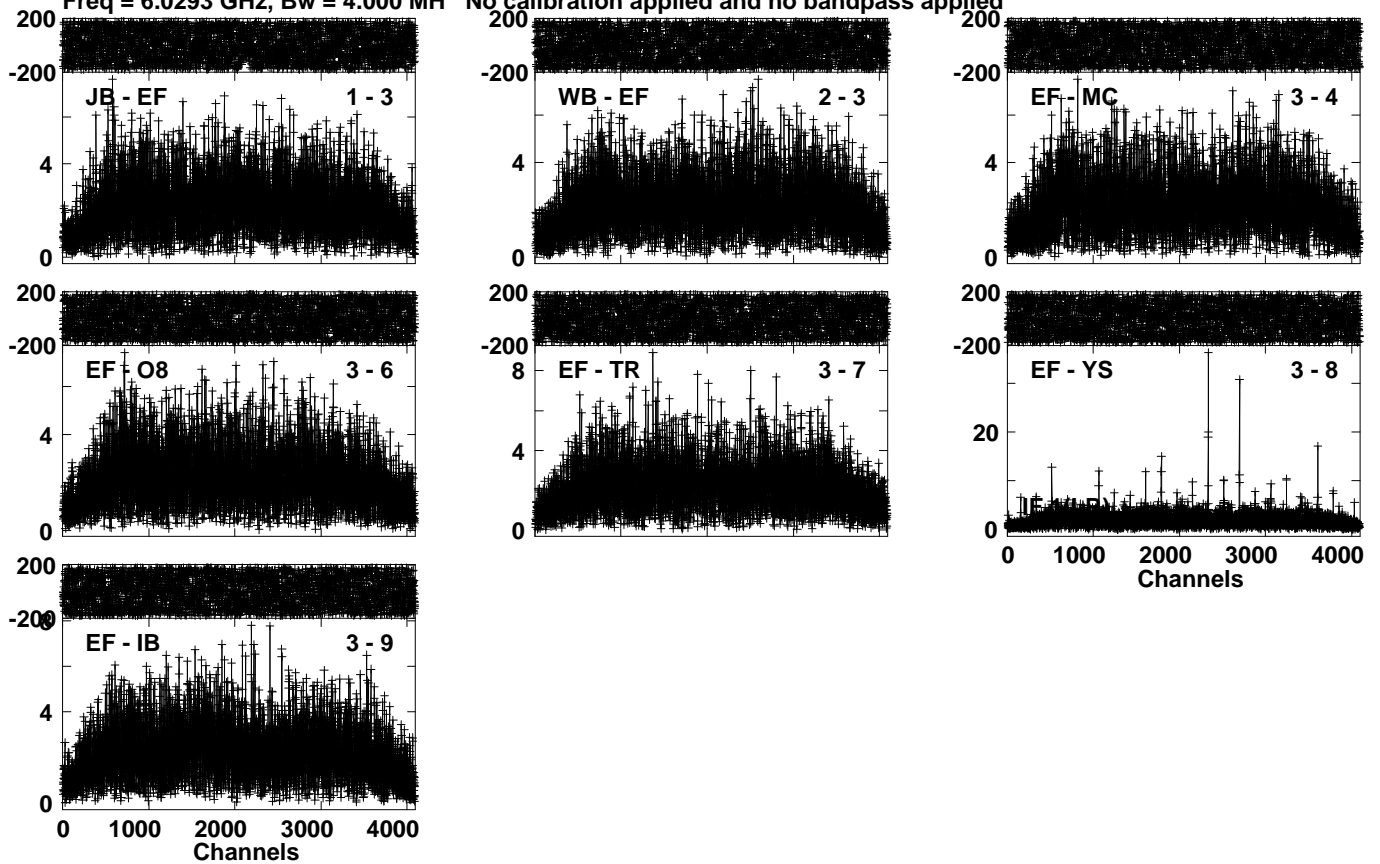 Freq = 6.0293 GHz, Bw = 4.000 MH No calibration applied and no bandpass applied
200
-200
JB - EF 1 - 3
4
0
200
-200
WB - EF 2 - 3
4
0
200
-200
EF - MC 3 - 4
4
0
200
-200
EF - O8 3 - 6
4
0
200
-200
EF - TR 3 - 7
8
4
0
200
-200
EF - YS 3 - 8
20
0
0 1000 2000 3000 4000
Channels
200
-200
8
EF - IB 3 - 9
4
0
0 1000 2000 3000 4000
Channels